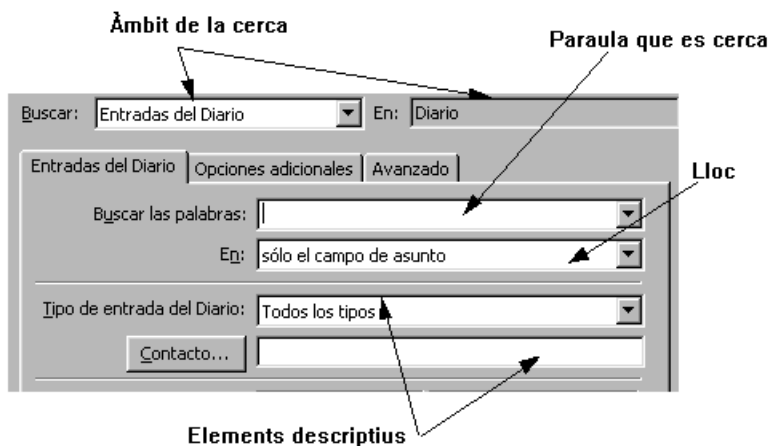 Àmbit de la cerca
Paraula que es cerca
Buscar: Entradas del Diario En: Diario
Entradas del Diario Opciones adicionales Avanzado
Lloc
Buscar las palabras:
En: sólo el campo de asunto
Tipo de entrada del Diario: Todos los tipos
Contacto...
Elements descriptius